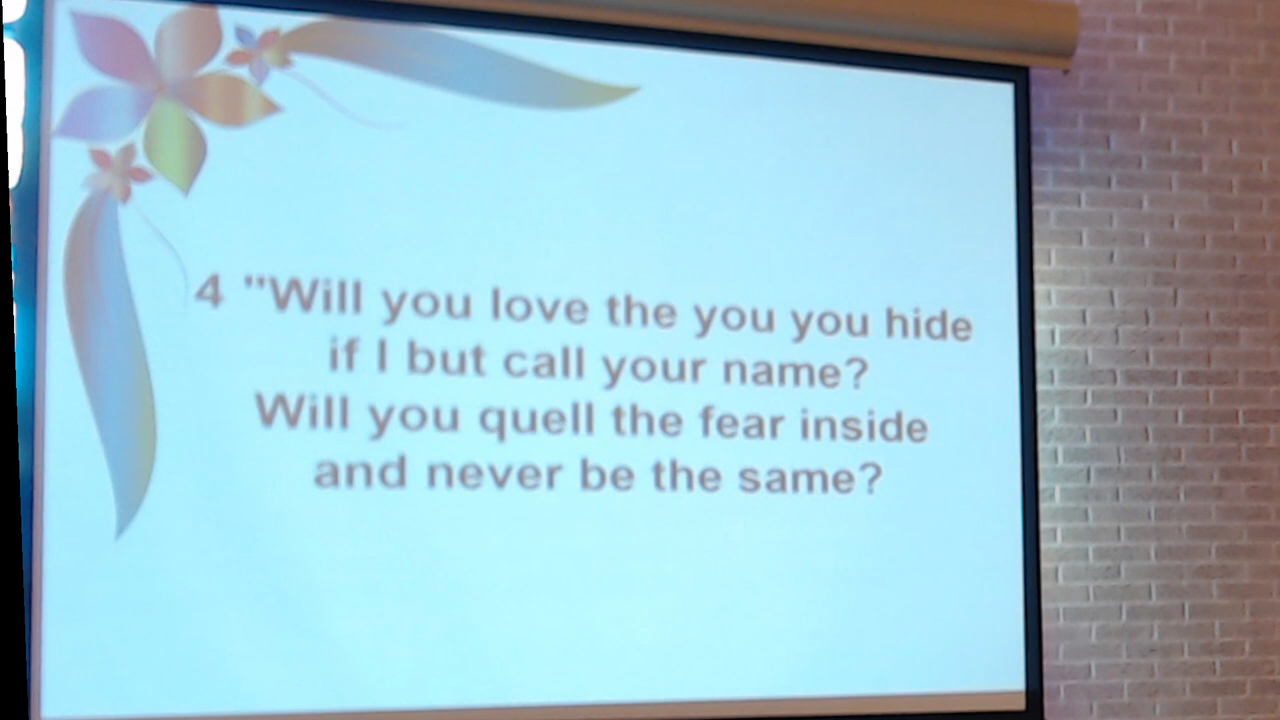 4 "Will you love the you you hide
if I but call your name?
Will you quell the fear inside
and never be the same?